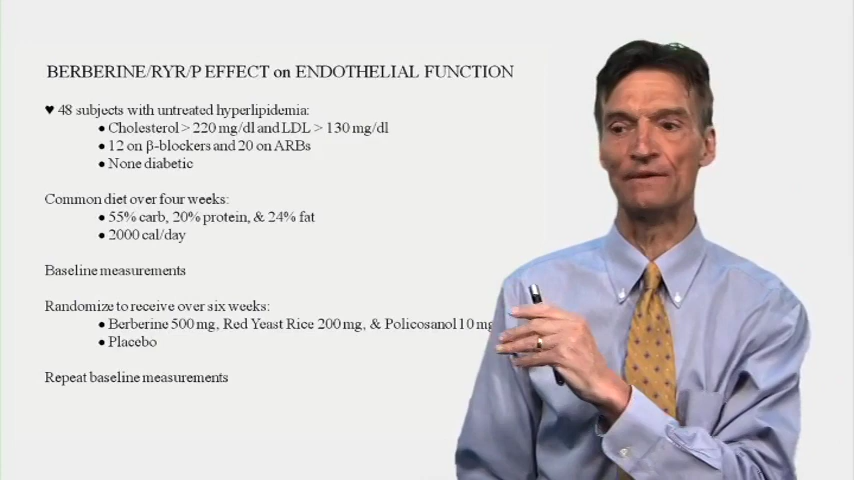 BERBERINE/RYR/P EFFECT on ENDOTHELIAL FUNCTION
♥ 48 subjects with untreated hyperlipidemia:
● Cholesterol > 220 mg/dl and LDL > 130 mg/dl
● 12 on β-blockers and 20 on ARBs
● None diabetic
Common diet over four weeks:
● 55% carb, 20% protein, & 24% fat
● 2000 cal/day
Baseline measurements
Randomize to receive over six weeks:
● Berberine 500 mg, Red Yeast Rice 200 mg, & Policosanol 10 mg
● Placebo
Repeat baseline measurements